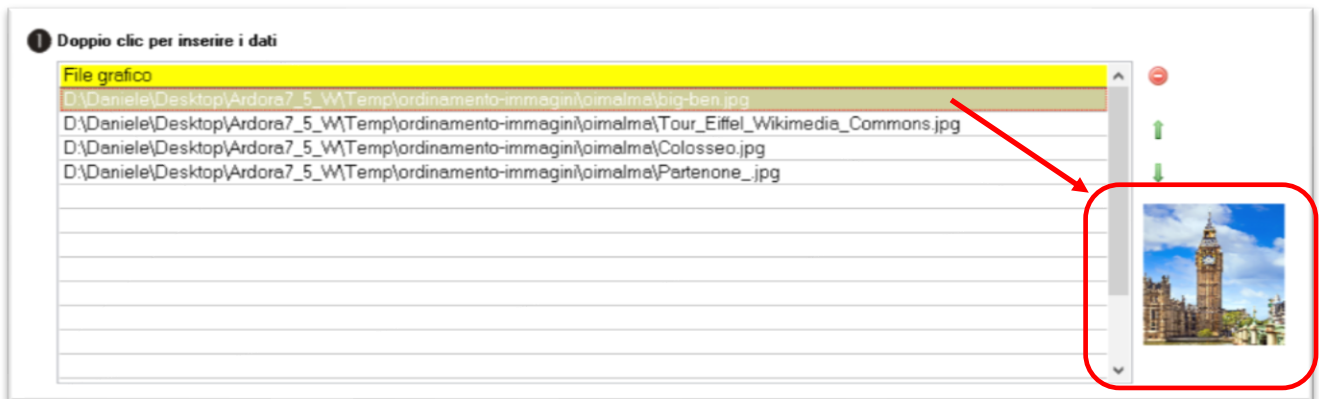 1 Doppio clic per inserire i dati
File grafico
D:\Daniele\Desktop\Ardora7_5_W\Temp\ordinamento-immagini\oimalma\big-ben.jpg
D:\Daniele\Desktop\Ardora7_5_W\Temp\ordinamento-immagini\oimalma\Tour_Eiffel_Wikimedia_Commons.jpg
D:\Daniele\Desktop\Ardora7_5_W\Temp\ordinamento-immagini\oimalma\Colosseo.jpg
D:\Daniele\Desktop\Ardora7_5_W\Temp\ordinamento-immagini\oimalma\Partenone_.jpg